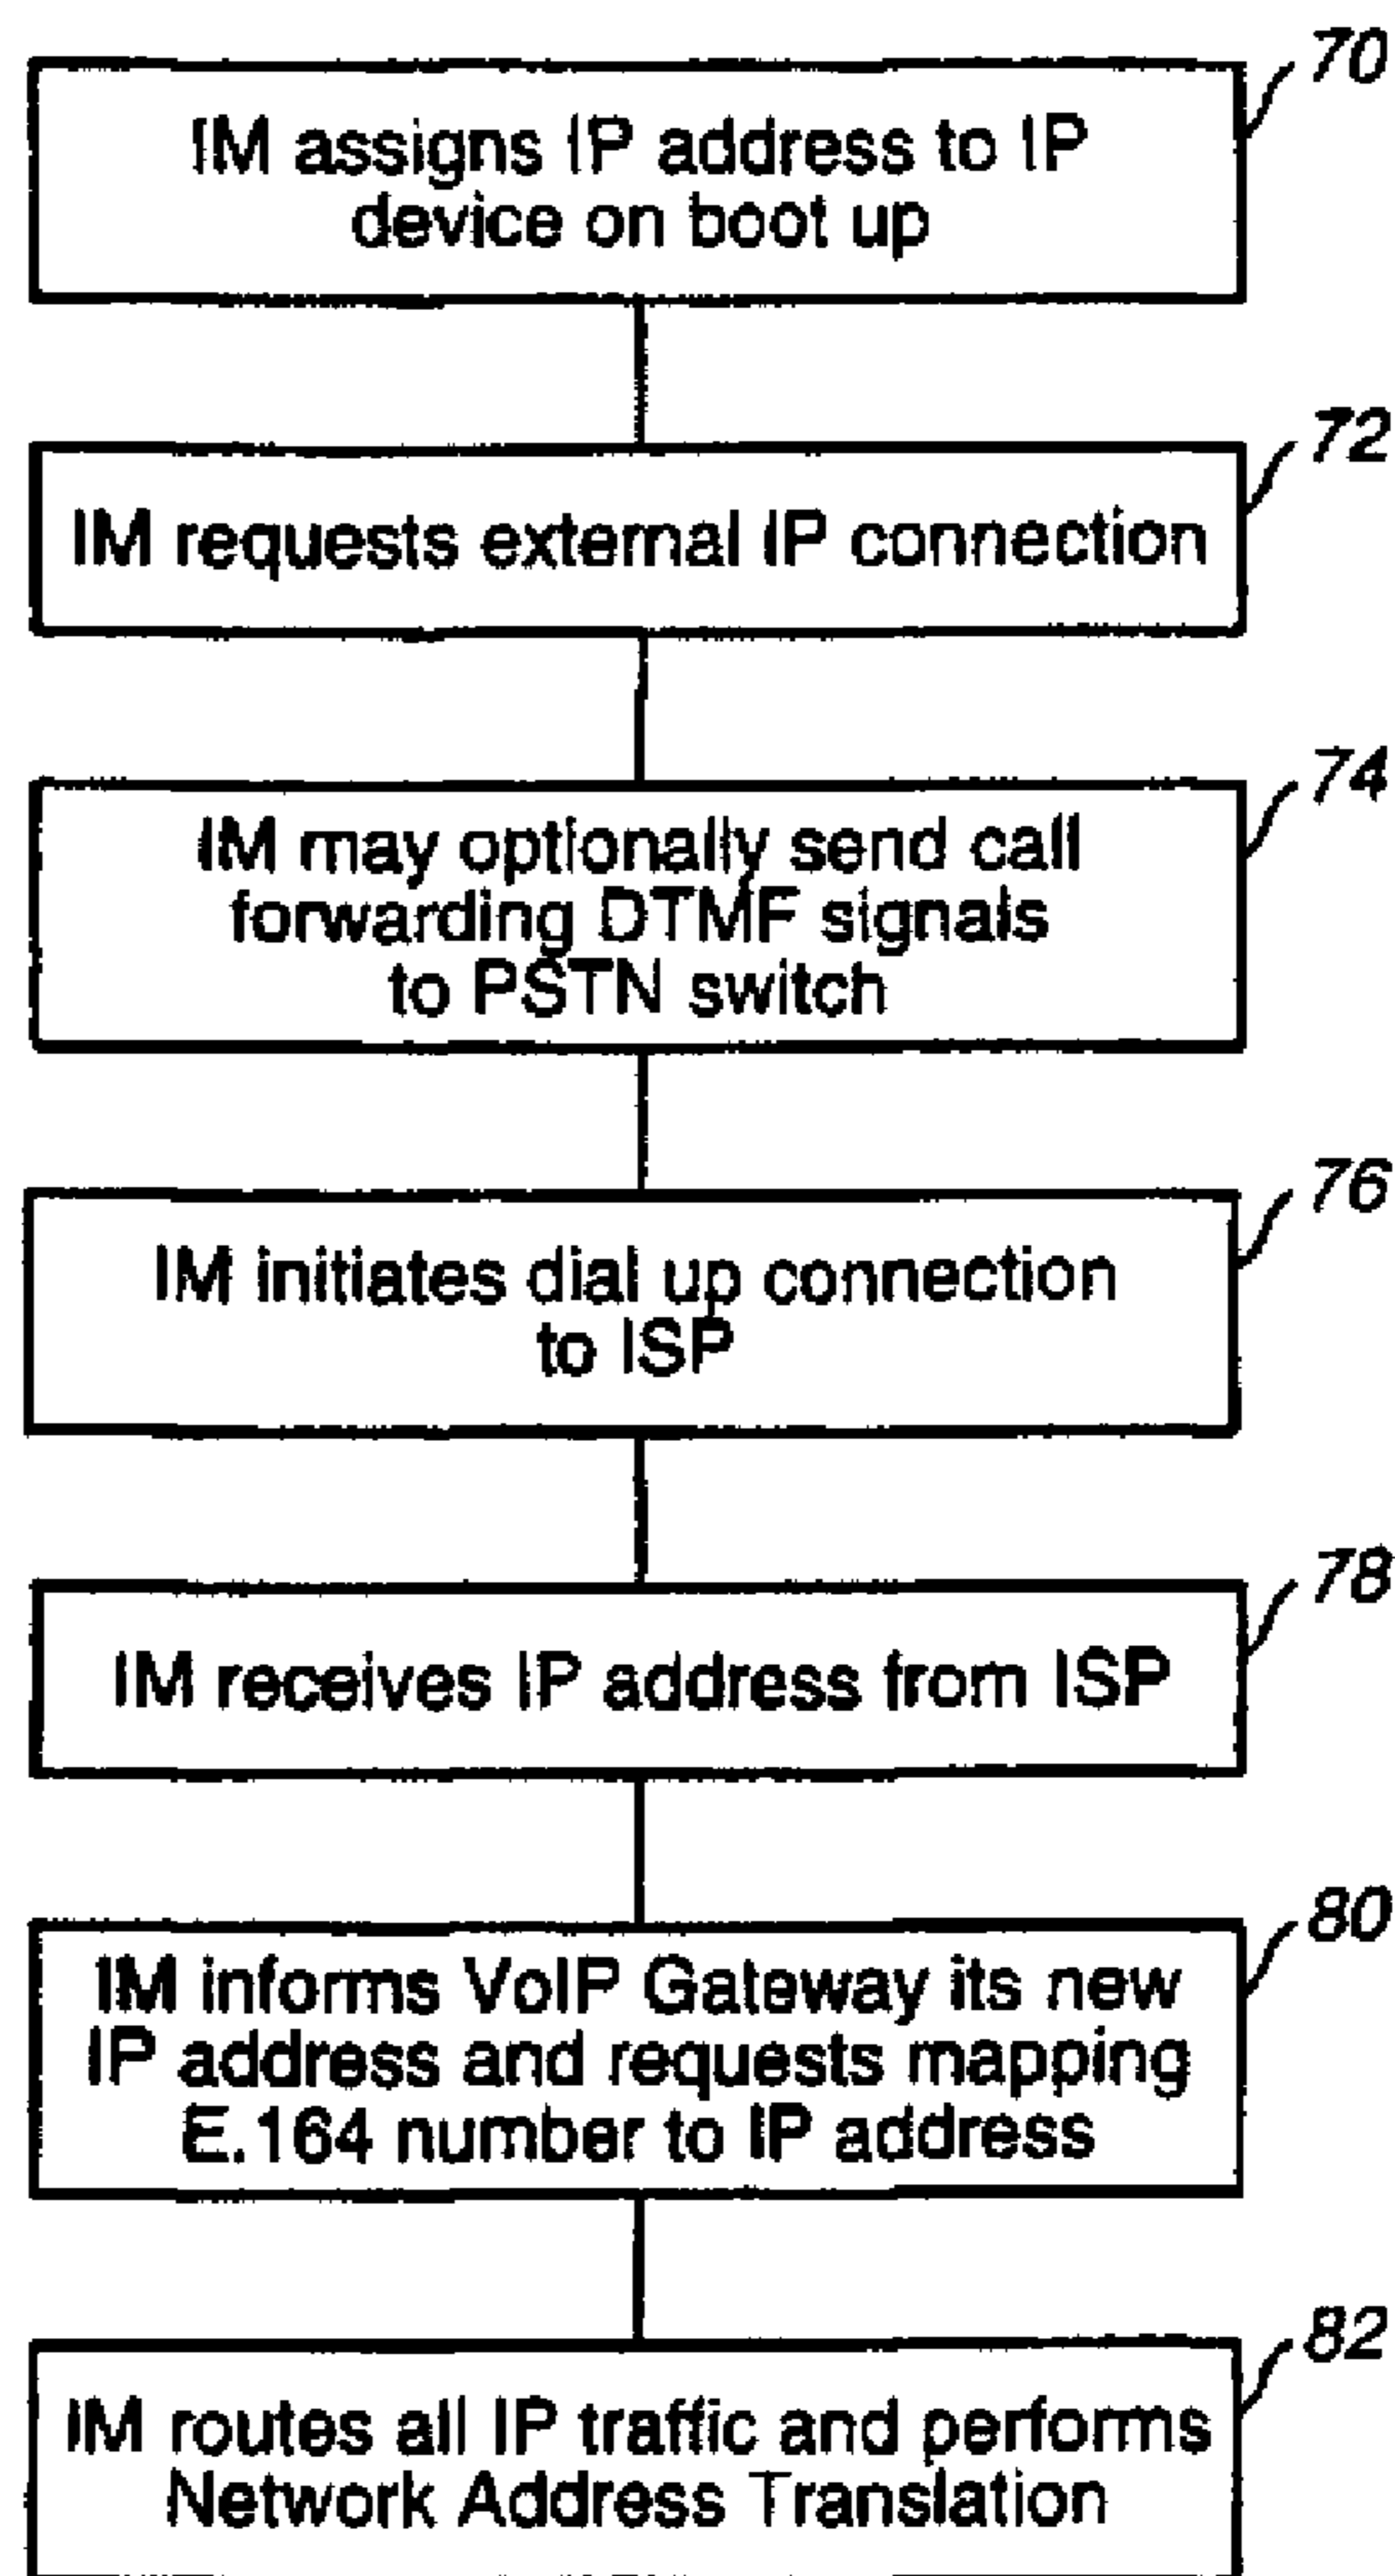 70
IM assigns IP address to IP
device on boot up
72
IM requests external IP connection
74
IM may optionally send call
forwarding DTMF signals
to PSTN switch
76
IM initiates dial up connection
to ISP
78
IM receives IP address from ISP
80
IM informs VoIP Gateway its new
IP address and requests mapping
E.164 number to IP address
82
IM routes all IP traffic and performs
Network Address Translation